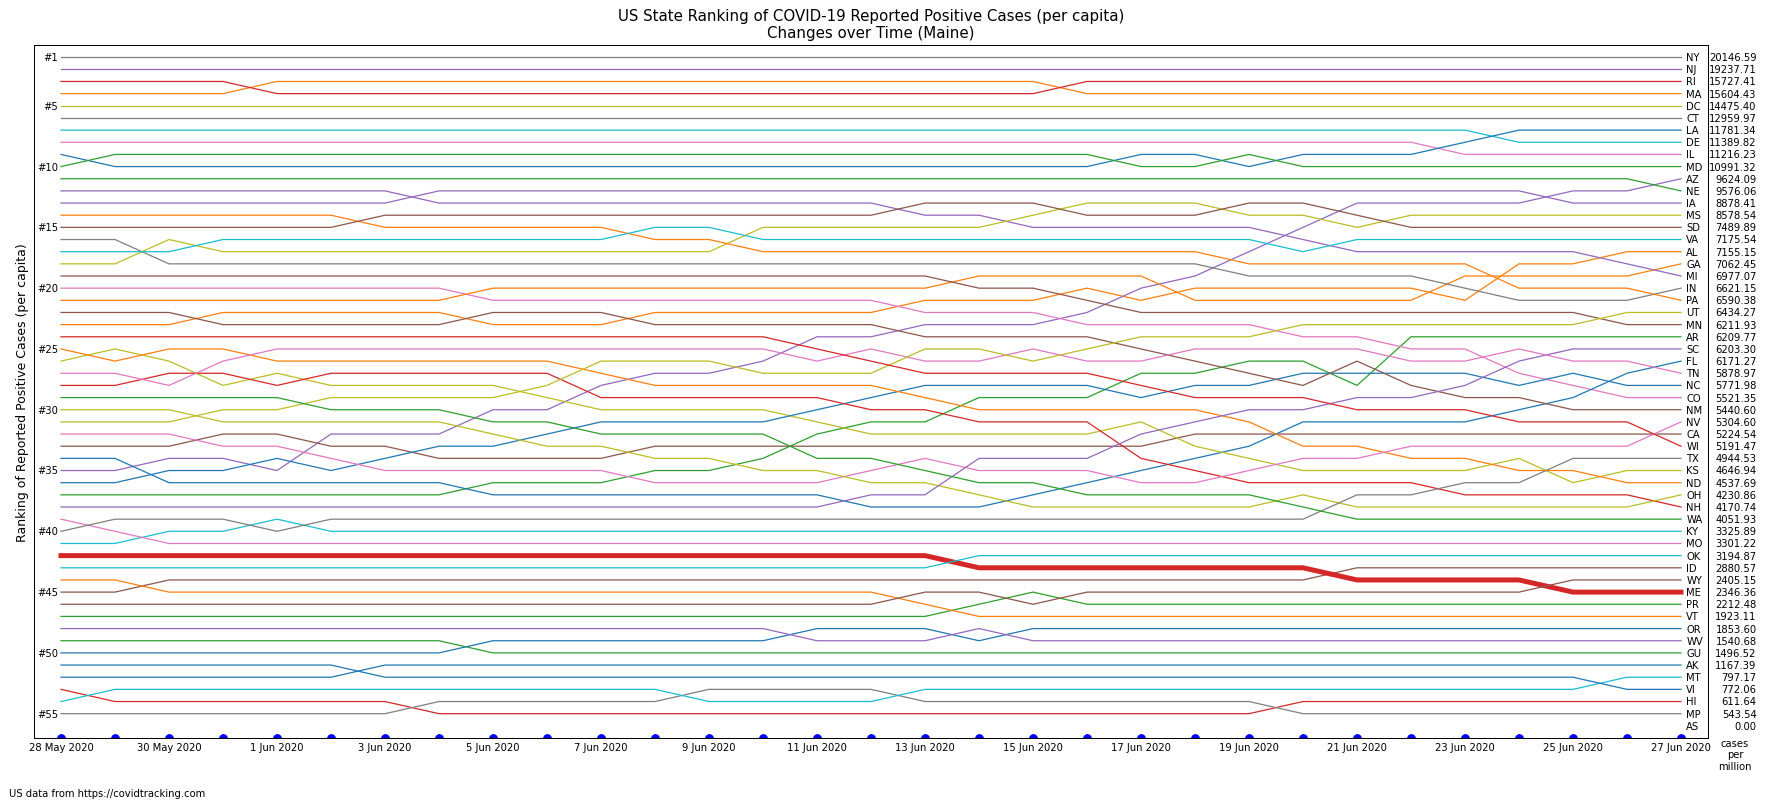 US State Ranking of COVID-19 Reported Positive Cases (per capita)
Changes over Time (Maine)
Ranking of Reported Positive Cases (per capita)
#1
#5
#10
#15
#20
#25
#30
#35
#40
#45
#50
#55
NY 20146.59
NJ 19237.71
RI 15727.41
MA 15604.43
DC 14475.40
CT 12959.97
LA 11781.34
DE 11389.82
IL 11216.23
MD 10991.32
AZ 9624.09
NE 9576.06
IA 8878.41
MS 8578.54
SD 7489.89
VA 7175.54
AL 7155.15
GA 7062.45
MI 6977.07
IN 6621.15
PA 6590.38
UT 6434.27
MN 6211.93
AR 6209.77
SC 6203.30
FL 6171.27
TN 5878.97
NC 5771.98
CO 5521.35
NM 5440.60
NV 5304.60
CA 5224.54
WI 5191.47
TX 4944.53
KS 4646.94
ND 4537.69
OH 4230.86
NH 4170.74
WA 4051.93
KY 3325.89
MO 3301.22
OK 3194.87
ID 2880.57
WY 2405.15
ME 2346.36
PR 2212.48
VT 1923.11
OR 1853.60
WV 1540.68
GU 1496.52
AK 1167.39
MT 797.17
VI 772.06
HI 611.64
MP 543.54
AS 0.00
28 May 2020 30 May 2020 1 Jun 2020 3 Jun 2020 5 Jun 2020 7 Jun 2020 9 Jun 2020 11 Jun 2020 13 Jun 2020 15 Jun 2020 17 Jun 2020 19 Jun 2020 21 Jun 2020 23 Jun 2020 25 Jun 2020 27 Jun 2020
cases
per
million
US data from https://covidtracking.com